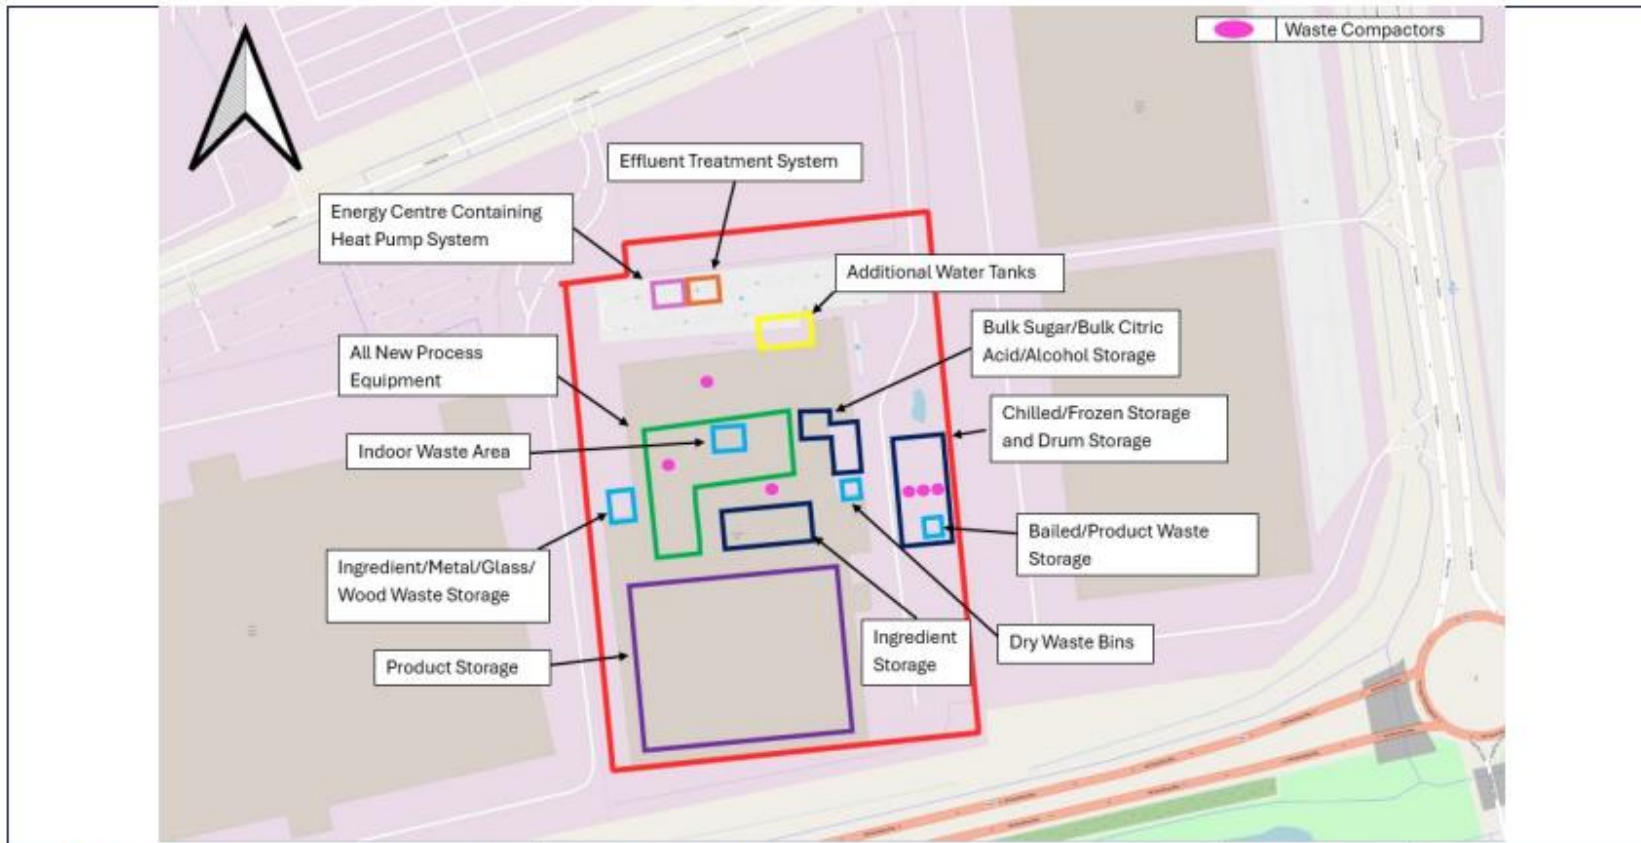 Waste Compactors
Effluent Treatment System
Energy Centre Containing
Heat Pump System
Additional Water Tanks
Bulk Sugar/Bulk Citric
Acid/Alcohol Storage
All New Process
Equipment
Chilled/Frozen Storage
and Drum Storage
Indoor Waste Area
Bailed/Product Waste
Storage
Ingredient/Metal/Glass/
Wood Waste Storage
Ingredient
Storage
Dry Waste Bins
Product Storage